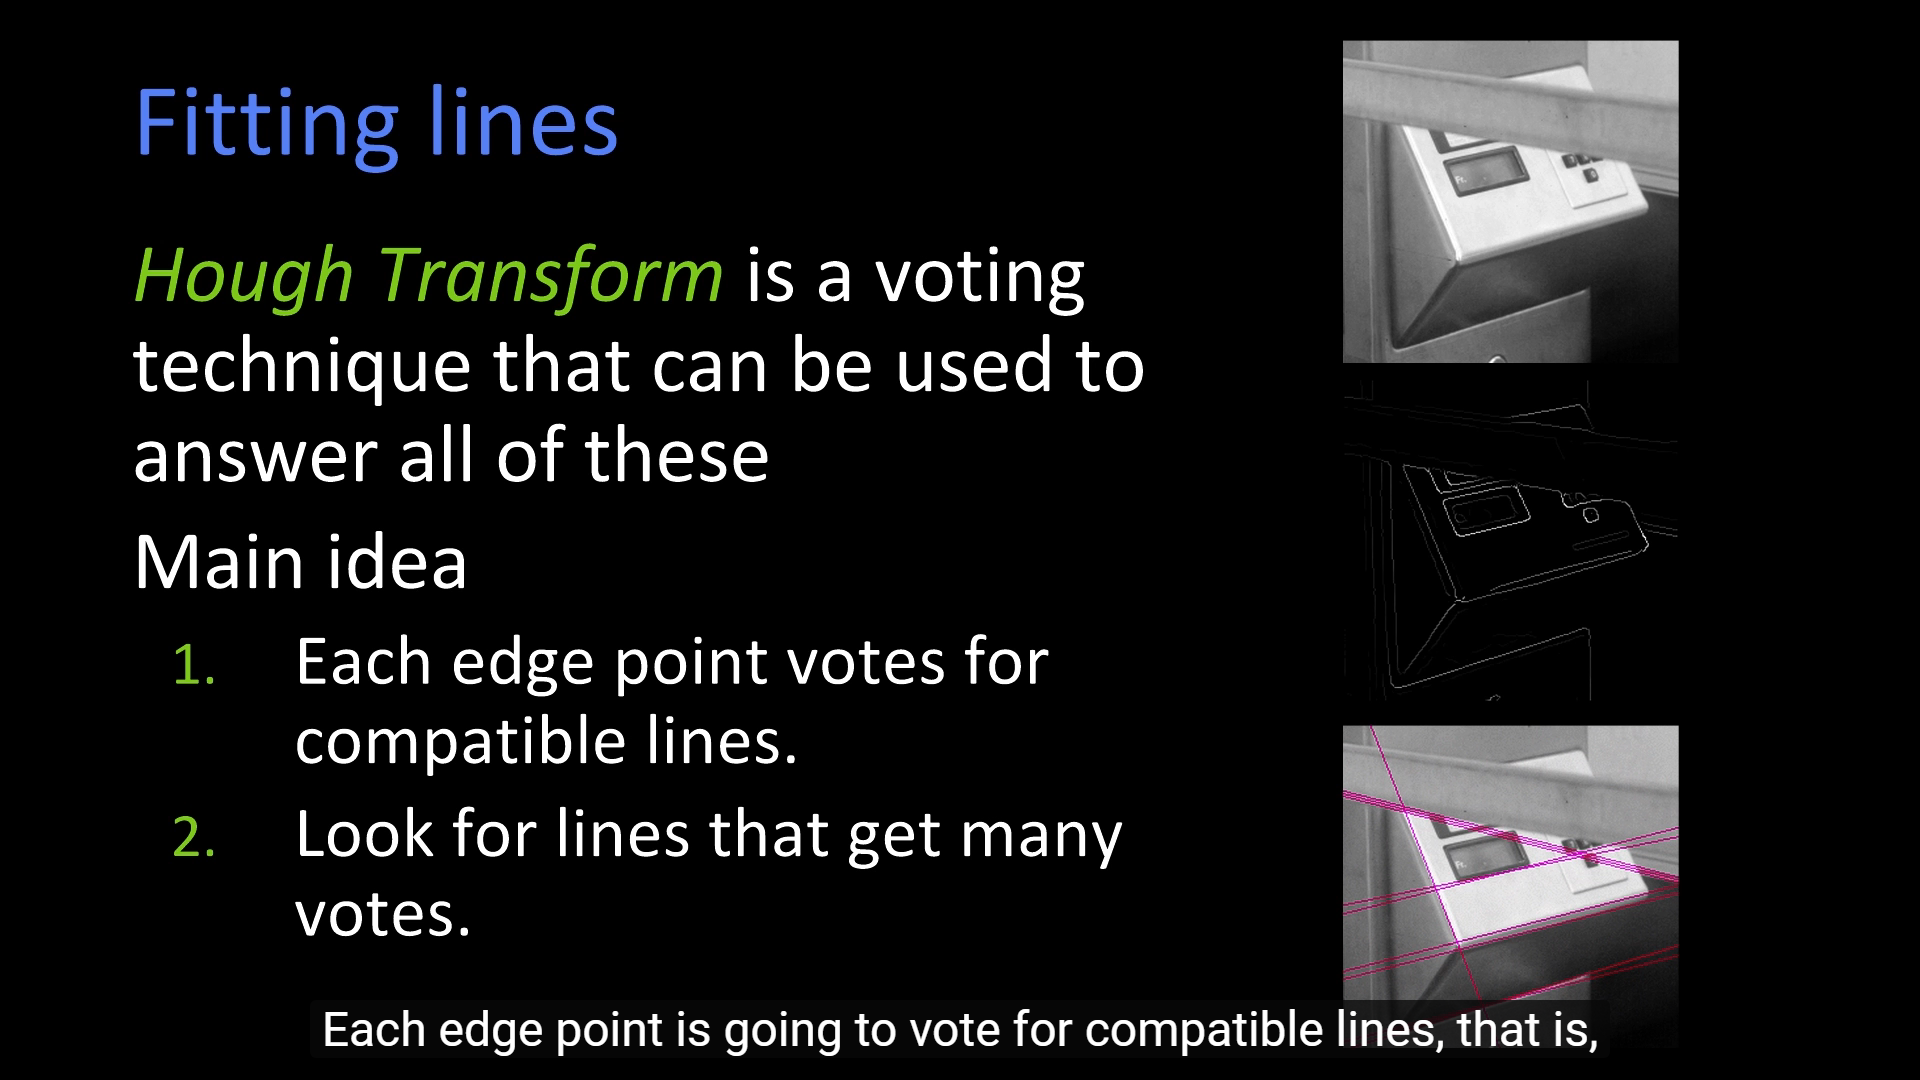 Fitting lines
Hough Transform is a voting
technique that can be used to
answer all of these
Main idea
1. Each edge point votes for
compatible lines.
2. Look for lines that get many
votes.
Fr.
Fr.
Each edge point is going to vote for compatible lines, that is,